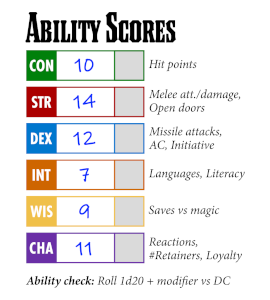 ABILITY SCORES
CON 10 Hit points
STR 14 Melee att./damage,
Open doors
DEX 12 Missile attacks,
AC, Initiative
INT 7 Languages, Literacy
WIS 9 Saves vs magic
CHA 11 Reactions,
#Retainers, Loyalty
Ability check: Roll 1d20 + modifier vs DC